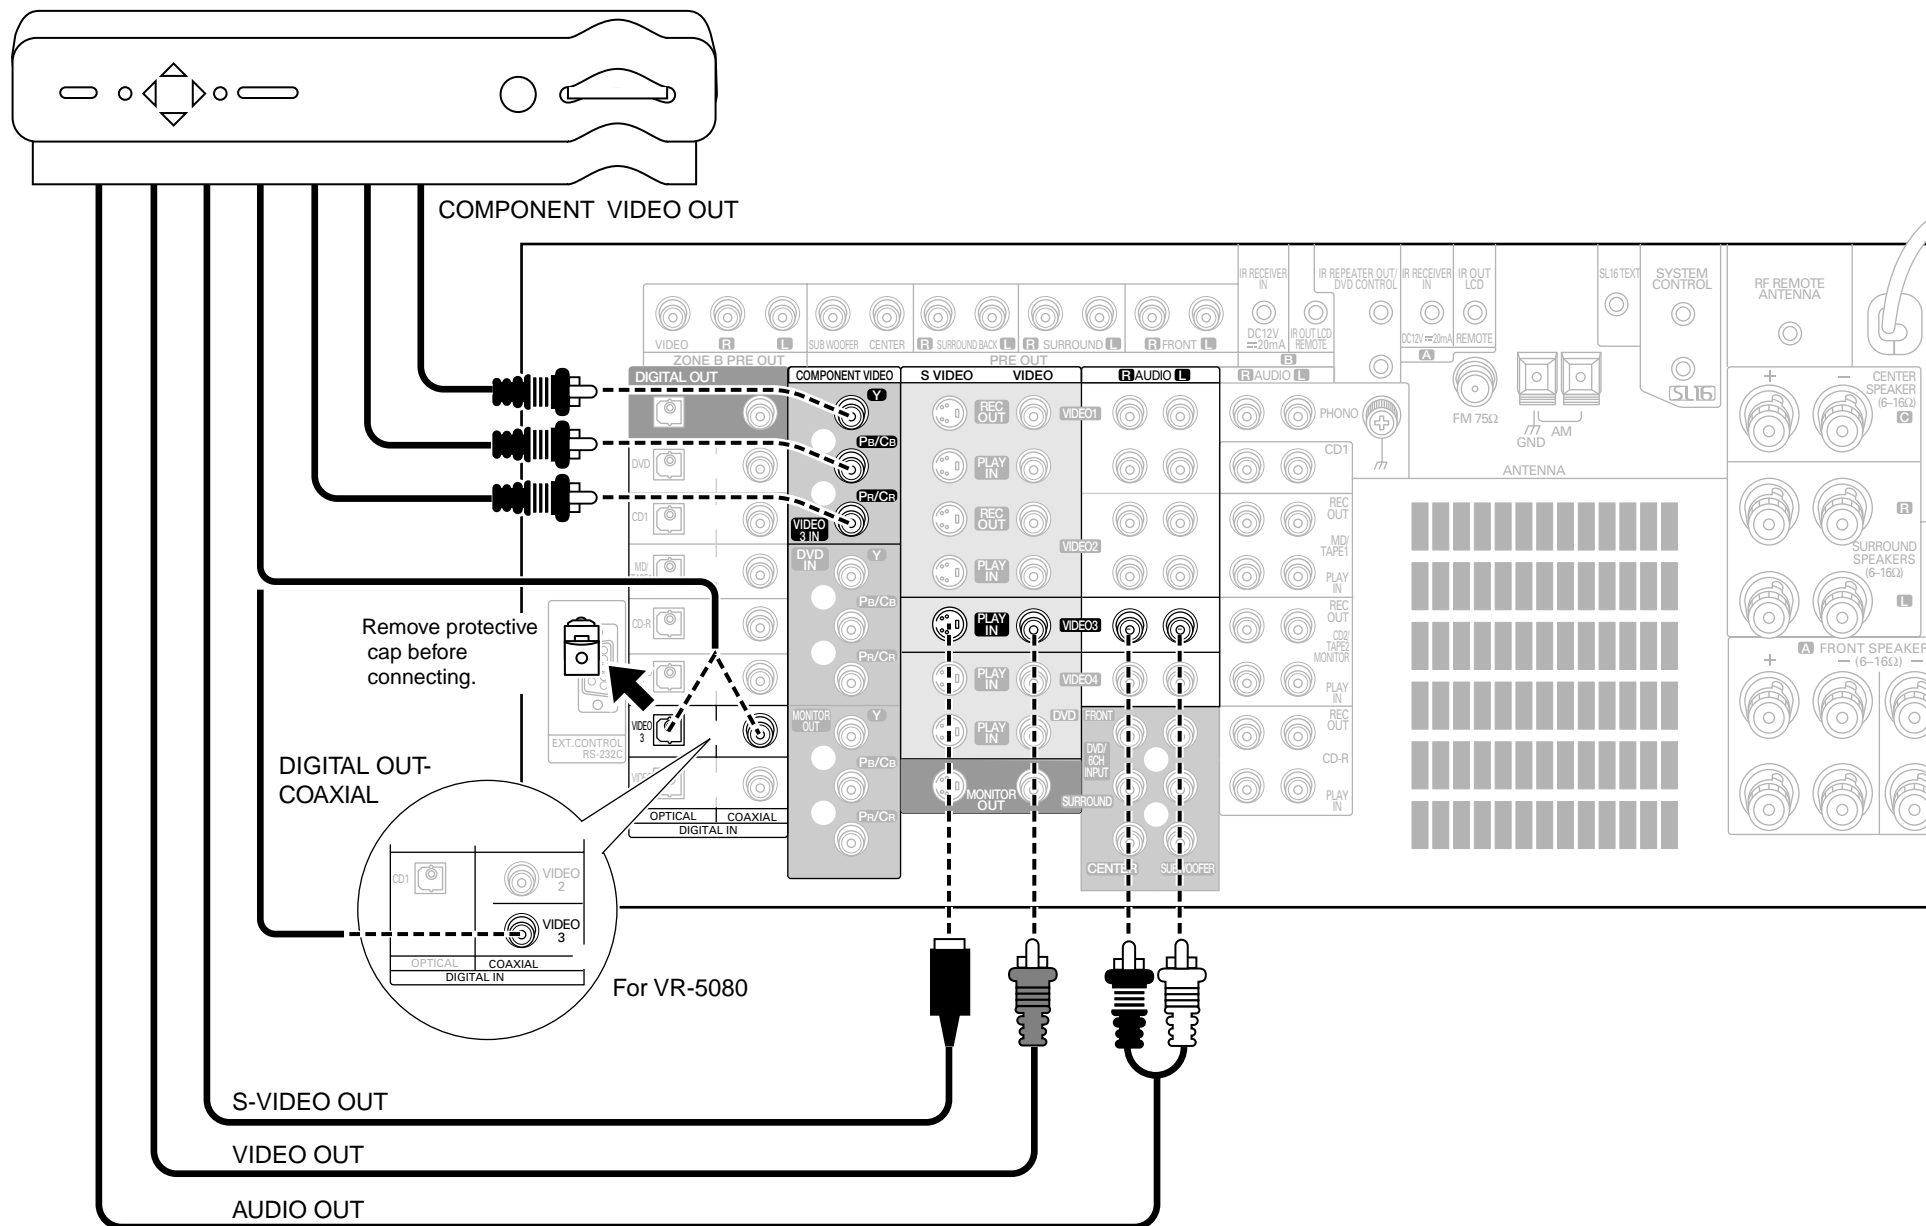 COMPONENT VIDEO OUT
IR RECEIVER
IN
DC12V
⎓20mA
IR OUT LCD
REMOTE
B
IR REPEATER OUT/
DVD CONTROL
IR RECEIVER
IN
DC12V ⎓20mA
A
IR OUT
LCD
REMOTE
SL16 TEXT
SYSTEM
CONTROL
SL16
RF REMOTE
ANTENNA
VIDEO R L
ZONE B PRE OUT
SUB WOOFER CENTER R SURROUND BACK L R SURROUND L R FRONT L
PRE OUT
DIGITAL OUT
COMPONENT VIDEO
S VIDEO VIDEO
R AUDIO L
R AUDIO L
Y
PB/CB
PR/CR
VIDEO
3 IN
DVD
IN
Y
PB/CB
PR/CR
MONITOR
OUT
Y
PB/CB
PR/CR
DVD
CD1
MD/
CD-R
VIDEO
3
OPTICAL COAXIAL
DIGITAL IN
REC
OUT
VIDEO1
PLAY
IN
REC
OUT
VIDEO2
PLAY
IN
PLAY
IN
VIDEO3
PLAY
IN
VIDEO4
PLAY
IN
DVD
MONITOR
OUT
FRONT
DVD/
6CH
INPUT
SURROUND
CENTER
SUBWOOFER
PHONO
CD1
REC
OUT
MD/
TAPE1
PLAY
IN
REC
OUT
CD2/
TAPE2
MONITOR
PLAY
IN
REC
OUT
CD-R
PLAY
IN
FM 75Ω
GND
AM
ANTENNA
+ −
CENTER
SPEAKER
(6–16Ω)
C
R
SURROUND
SPEAKERS
(6–16Ω)
L
A FRONT SPEAKER
+ — (6–16Ω) —
Remove protective
cap before
connecting.
EXT.CONTROL
RS-232C
DIGITAL OUT-
COAXIAL
CD1
VIDEO
2
VIDEO
3
OPTICAL COAXIAL
DIGITAL IN
For VR-5080
S-VIDEO OUT
VIDEO OUT
AUDIO OUT